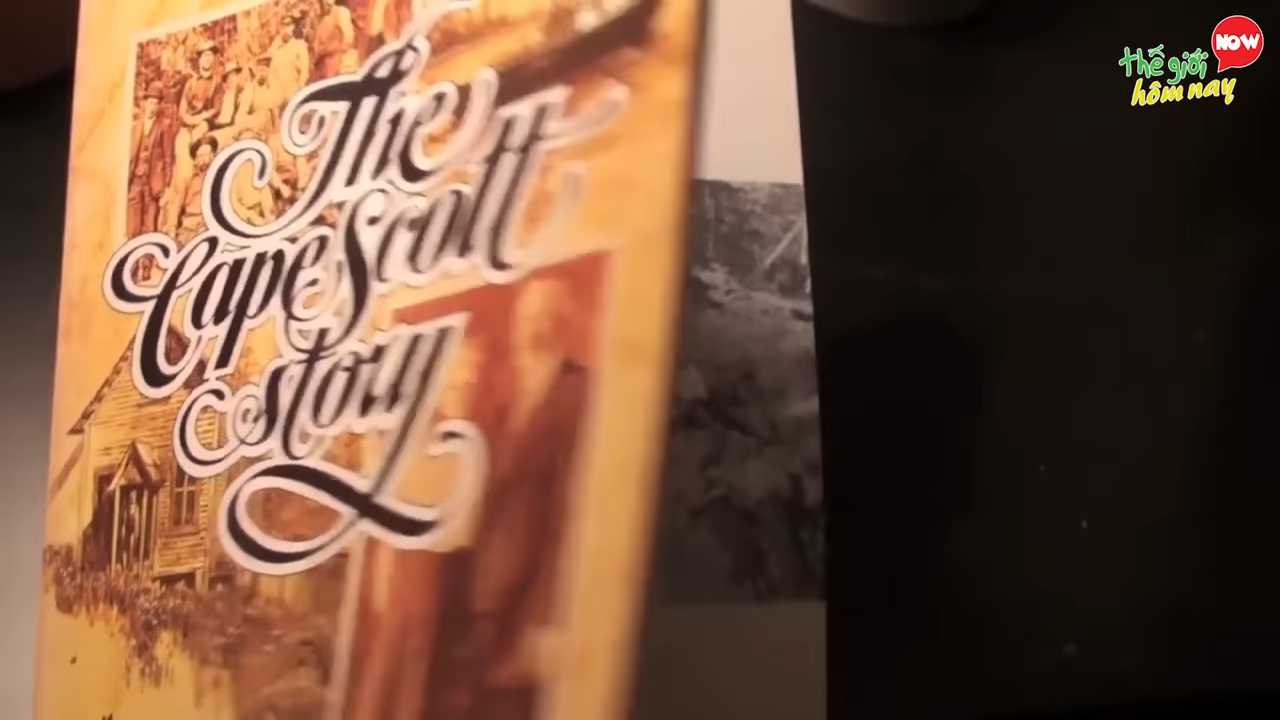 The
Cape Scott
story
NOW
thế giới
hôm nay